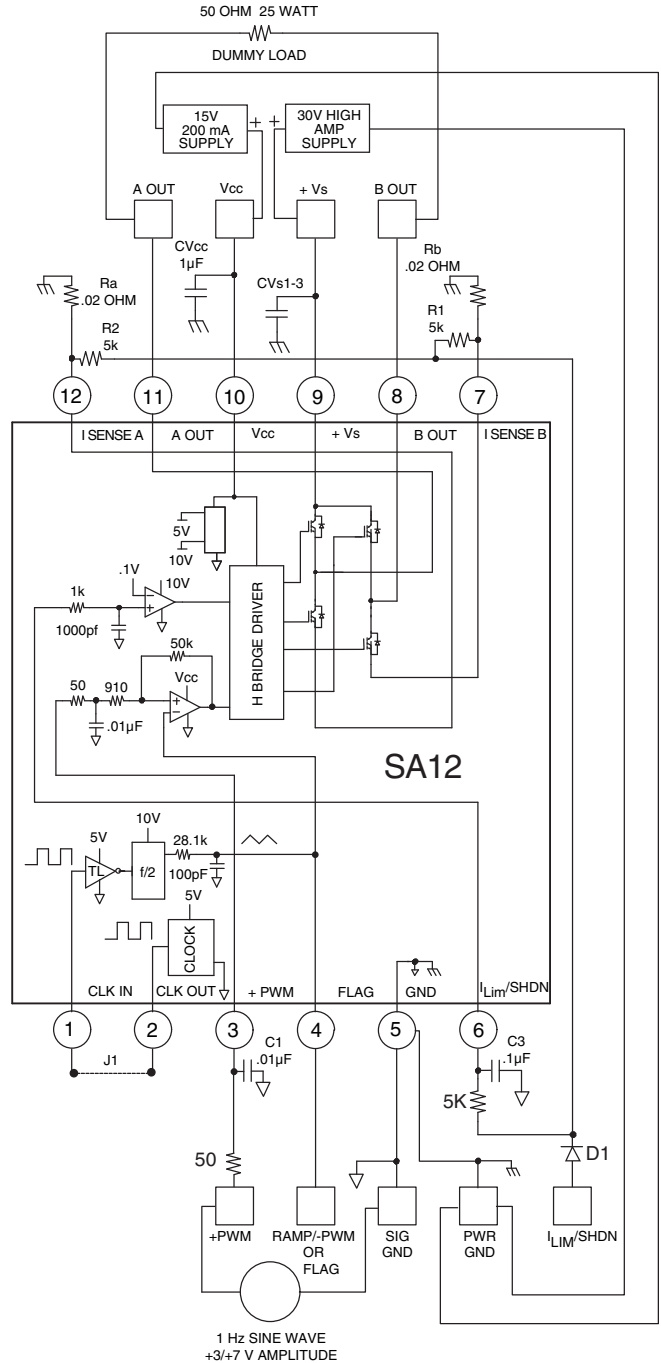 50 OHM 25 WATT
DUMMY LOAD
15V
200 mA
SUPPLY
+ +
30V HIGH
AMP
SUPPLY
A OUT
Vcc
+ Vs
B OUT
CVcc
1µF
CVs1-3
Ra
.02 OHM
R2
5k
Rb
.02 OHM
R1
5k
12
11
10
9
8
7
I SENSE A
A OUT
Vcc
+ Vs
B OUT
I SENSE B
5V
10V
.1V
10V
1k
1000pf
H BRIDGE DRIVER
50k
50
910
Vcc
.01µF
SA12
10V
5V
28.1k
TL
f/2
100pF
5V
CLOCK
CLK IN
CLK OUT
+ PWM
FLAG
GND
ILim/SHDN
1
2
3
4
5
6
J1
C1
.01µF
C3
.1µF
5K
50
D1
+PWM
RAMP/-PWM
OR
FLAG
SIG
GND
PWR
GND
ILIM/SHDN
1 Hz SINE WAVE
+3/+7 V AMPLITUDE